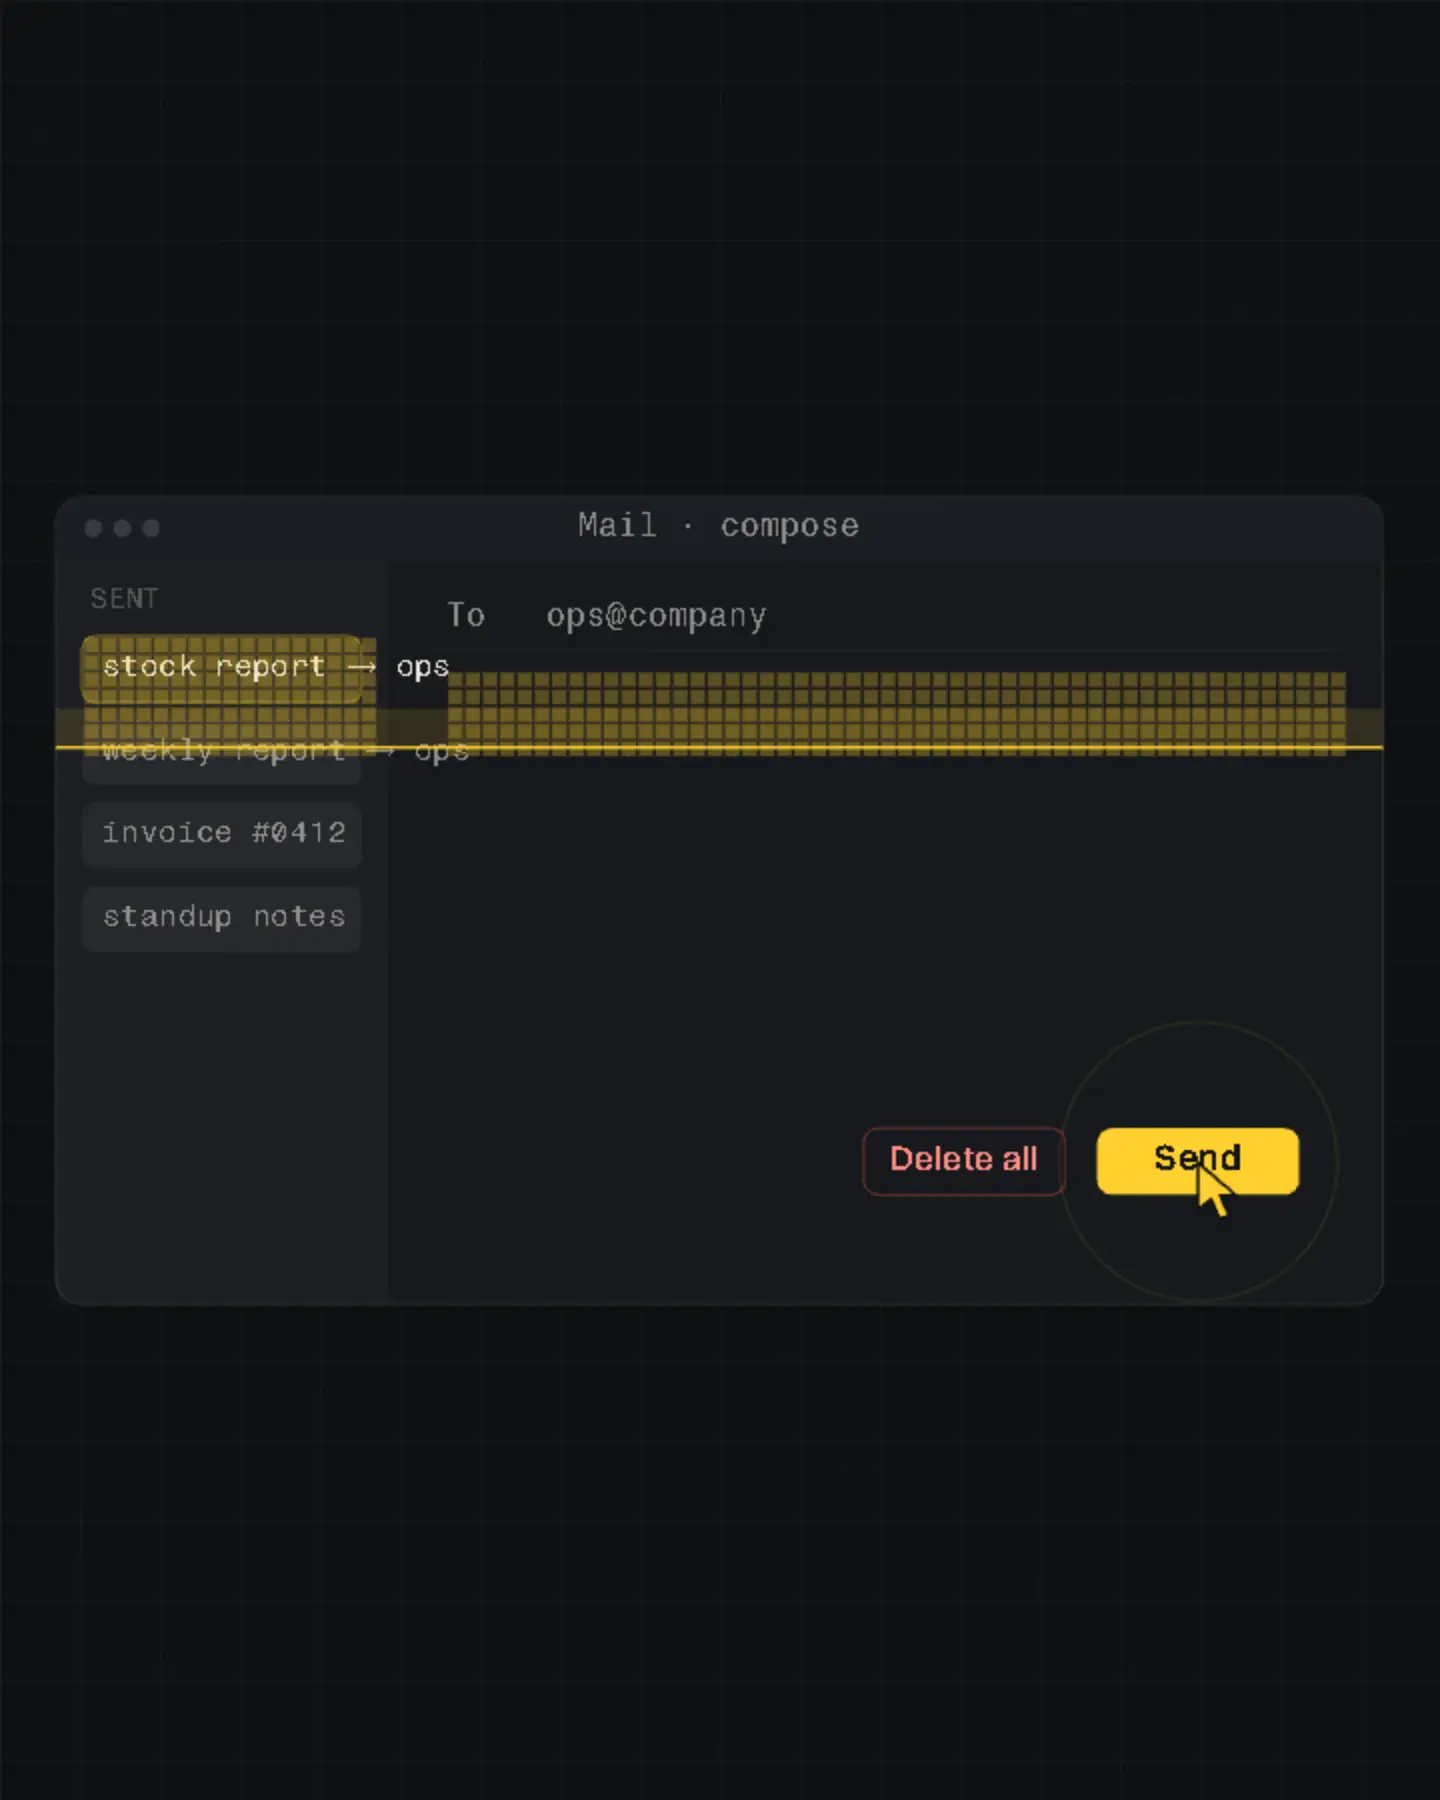 Mail · compose
SENT
To ops@company
stock report → ops
weekly report → ops
invoice #0412
standup notes
Delete all
Send